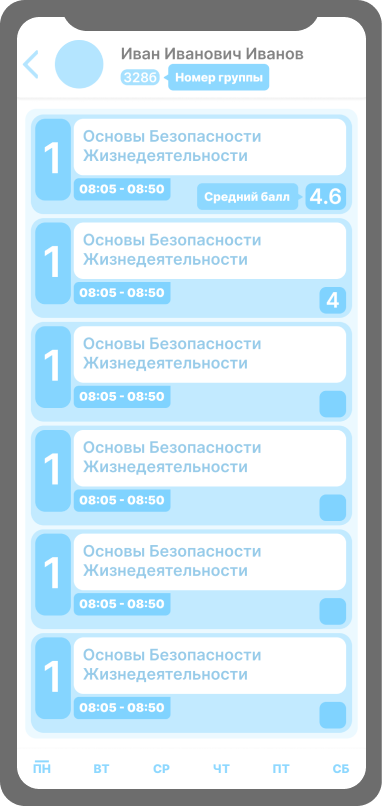 Иван Иванович Иванов
3286 Номер группы
1
Основы Безопасности
Жизнедеятельности
08:05 - 08:50
Средний балл 4.6
1
Основы Безопасности
Жизнедеятельности
08:05 - 08:50
4
1
Основы Безопасности
Жизнедеятельности
08:05 - 08:50
1
Основы Безопасности
Жизнедеятельности
08:05 - 08:50
1
Основы Безопасности
Жизнедеятельности
08:05 - 08:50
1
Основы Безопасности
Жизнедеятельности
08:05 - 08:50
ПН ВТ СР ЧТ ПТ СБ